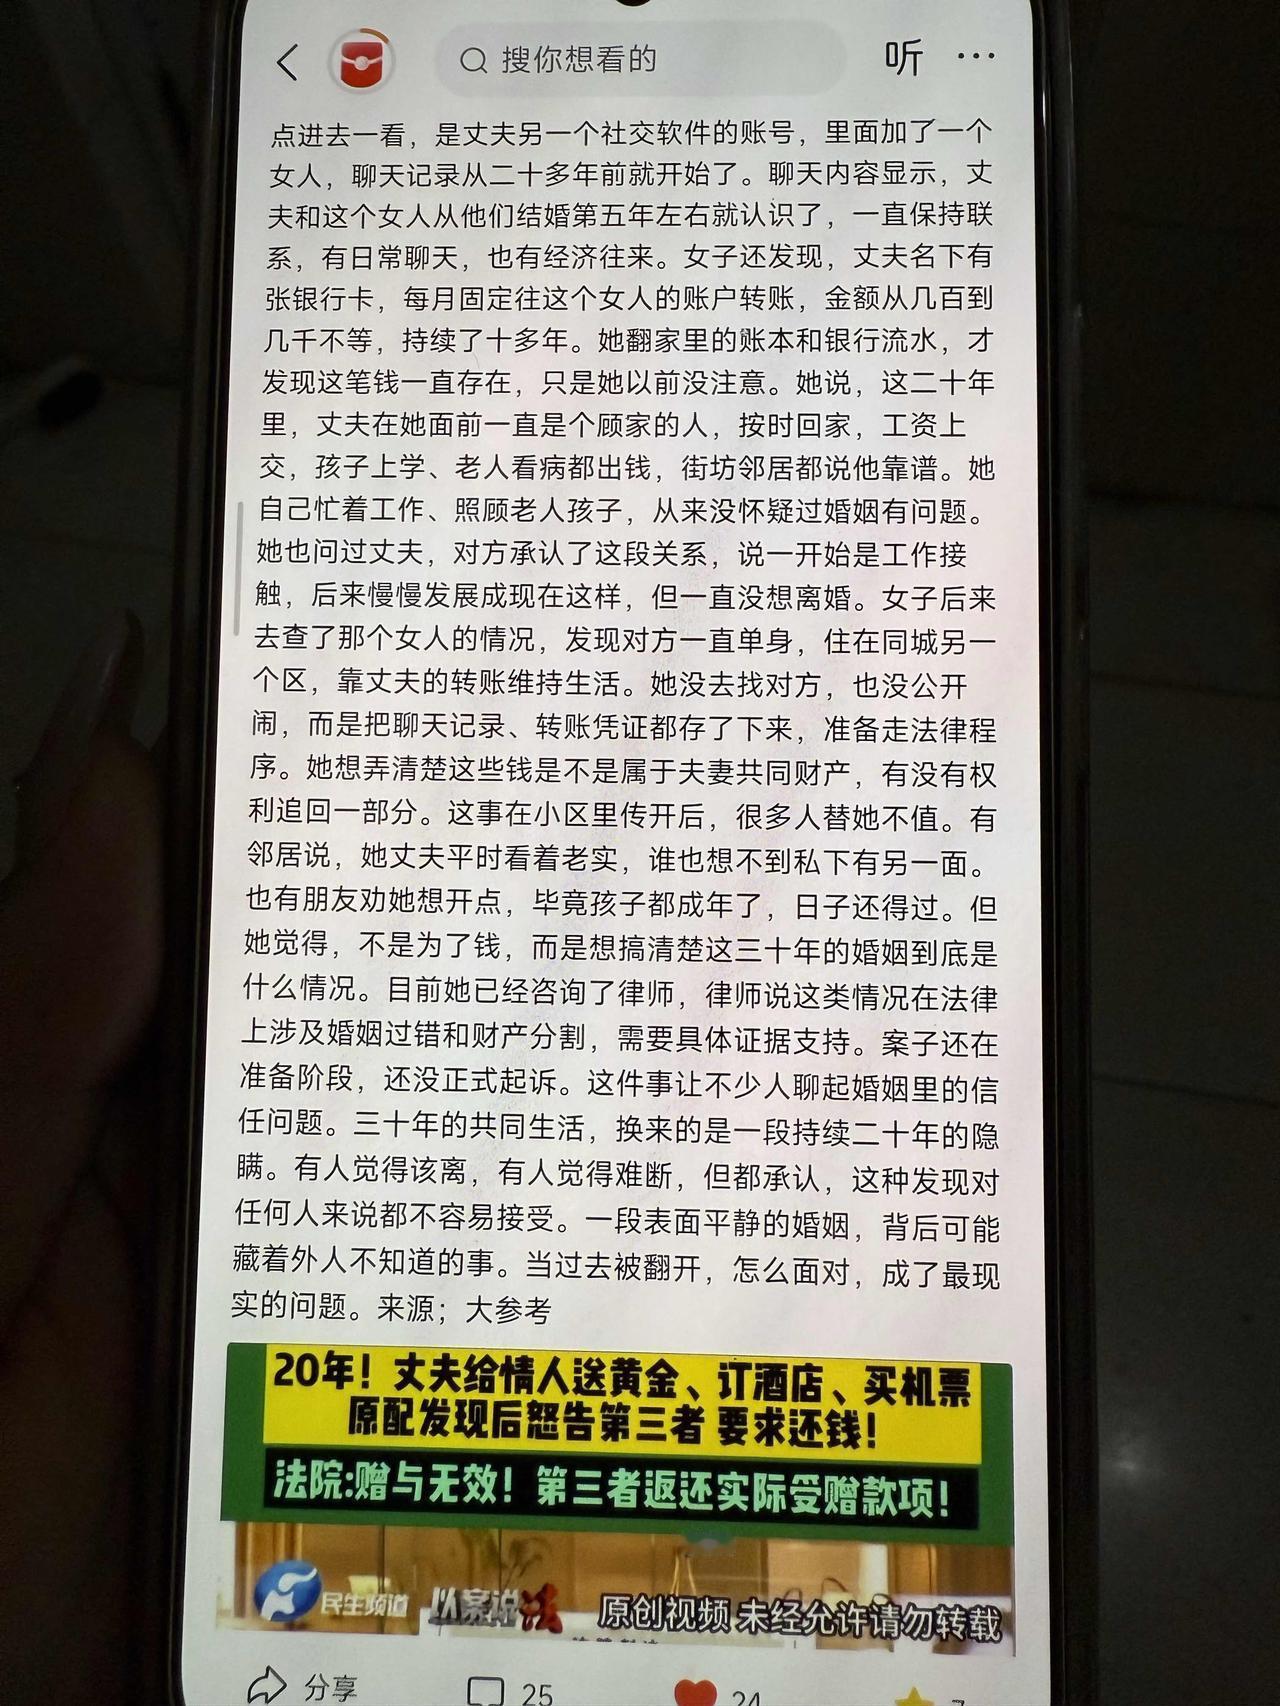 搜你想看的
听
点进去一看，是丈夫另一个社交软件的账号，里面加了一个
女人，聊天记录从二十多年前就开始了。聊天内容显示，丈
夫和这个女人从他们结婚第五年左右就认识了，一直保持联
系，有日常聊天，也有经济往来。女子还发现，丈夫名下有
张银行卡，每月固定往这个女人的账户转账，金额从几百到
几千不等，持续了十多年。她翻家里的账本和银行流水，才
发现这笔钱一直存在，只是她以前没注意。她说，这二十年
里，丈夫在她面前一直是个顾家的人，按时回家，工资上
交，孩子上学、老人看病都出钱，街坊邻居都说他靠谱。她
自己忙着工作、照顾老人孩子，从来没怀疑过婚姻有问题。
她也问过丈夫，对方承认了这段关系，说一开始是工作接
触，后来慢慢发展成现在这样，但一直没想离婚。女子后来
去查了那个女人的情况，发现对方一直单身，住在同城另一
个区，靠丈夫的转账维持生活。她没去找对方，也没公开
闹，而是把聊天记录、转账凭证都存了下来，准备走法律程
序。她想弄清楚这些钱是不是属于夫妻共同财产，有没有权
利追回一部分。这事在小区里传开后，很多人替她不值。有
邻居说，她丈夫平时看着老实，谁也想不到私下有另一面。
也有朋友劝她想开点，毕竟孩子都成年了，日子还得过。但
她觉得，不是为了钱，而是想搞清楚这三十年的婚姻到底是
什么情况。目前她已经咨询了律师，律师说这类情况在法律
上涉及婚姻过错和财产分割，需要具体证据支持。案子还在
准备阶段，还没正式起诉。这件事让不少人聊起婚姻里的信
任问题。三十年的共同生活，换来的是一段持续二十年的隐
瞒。有人觉得该离，有人觉得难断，但都承认，这种发现对
任何人来说都不容易接受。一段表面平静的婚姻，背后可能
藏着外人不知道的事。当过去被翻开，怎么面对，成了最现
实的问题。来源；大参考
20年！丈夫给情人送黄金、订酒店、买机票
原配发现后怒告第三者 要求还钱！
法院:赠与无效！第三者返还实际受赠款项！
民生频道 以案说法 原创视频 未经允许请勿转载
分享 25 24